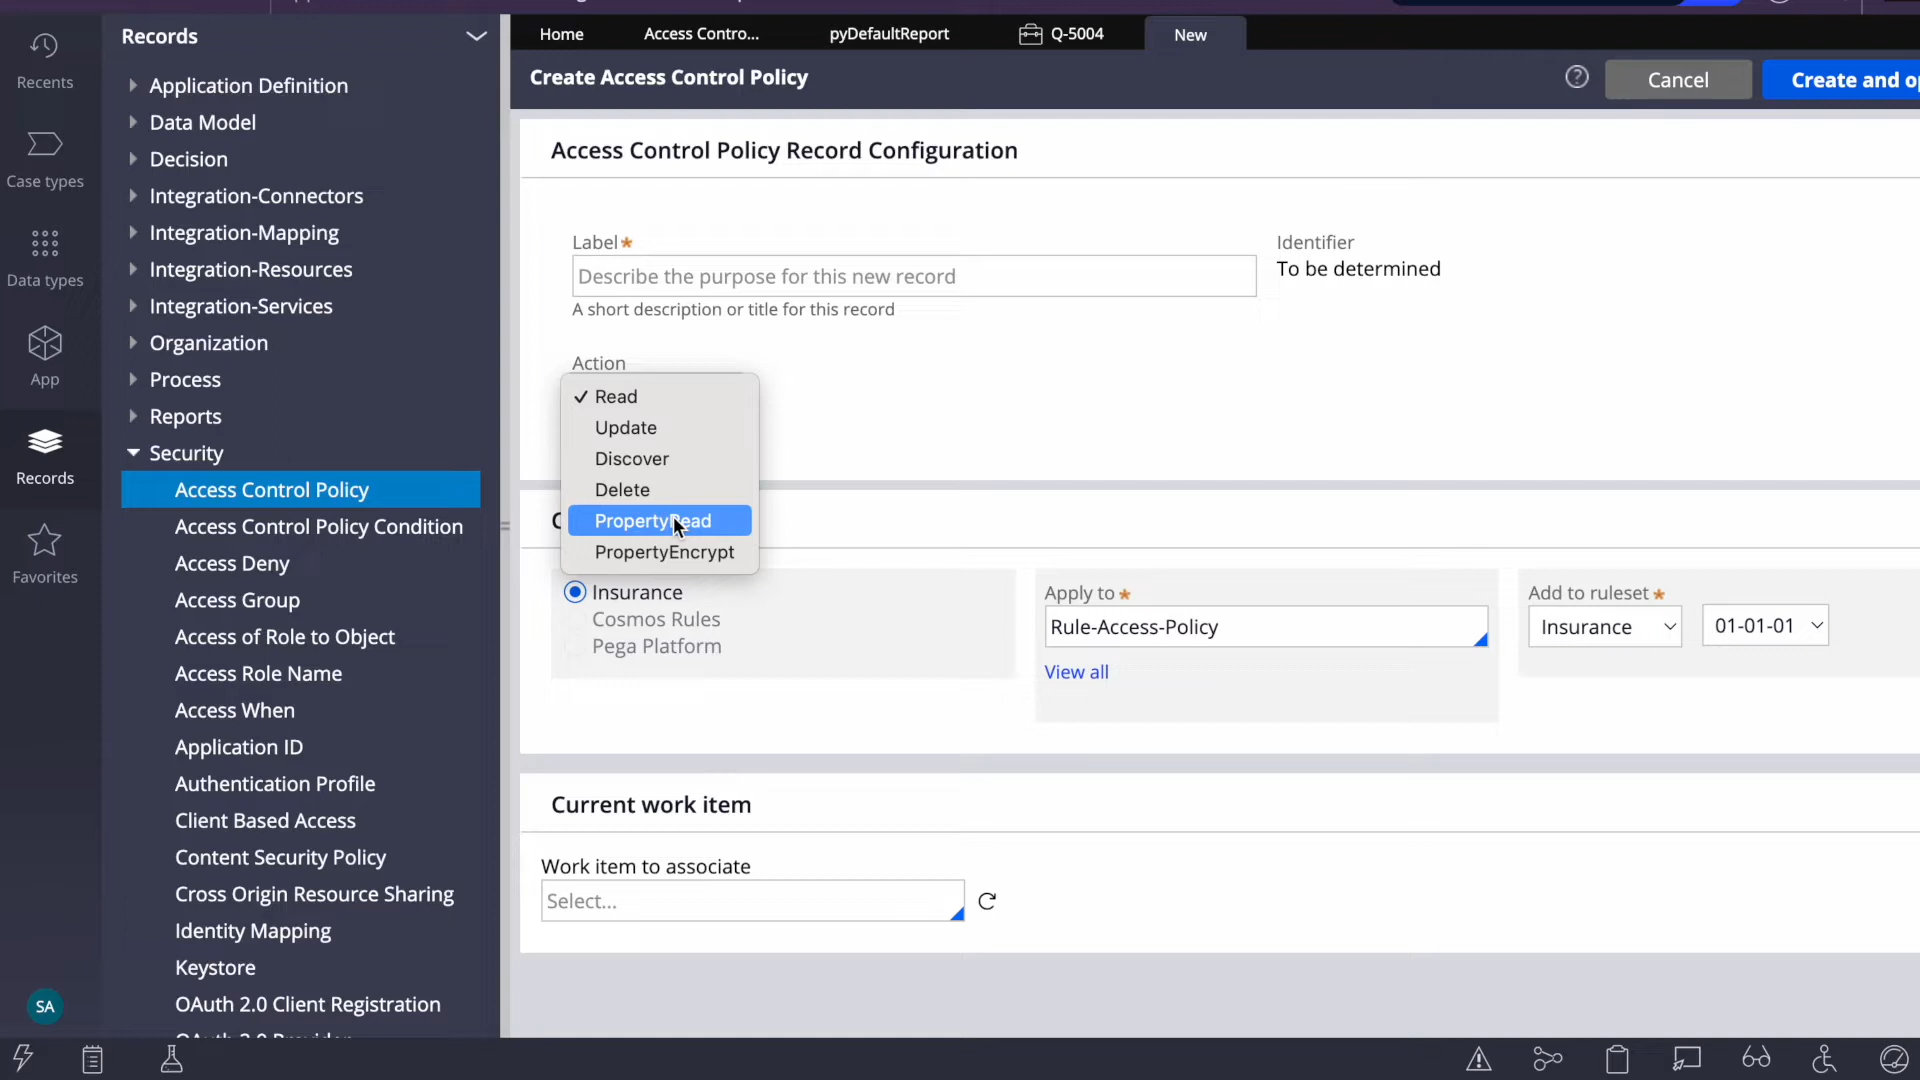 Recents
Case types
Data types
App
Records
Favorites
SA
Records
Application Definition
Data Model
Decision
Integration-Connectors
Integration-Mapping
Integration-Resources
Integration-Services
Organization
Process
Reports
Security
Access Control Policy
Access Control Policy Condition
Access Deny
Access Group
Access of Role to Object
Access Role Name
Access When
Application ID
Authentication Profile
Client Based Access
Content Security Policy
Cross Origin Resource Sharing
Identity Mapping
Keystore
OAuth 2.0 Client Registration
OAuth 2.0 Provider
Home Access Contro... pyDefaultReport Q-5004 New
Create Access Control Policy
Cancel
Create and op
Access Control Policy Record Configuration
Label*
Describe the purpose for this new record
A short description or title for this record
Identifier
To be determined
Action
Read
Update
Discover
Delete
PropertyRead
PropertyEncrypt
C
Insurance
Cosmos Rules
Pega Platform
Apply to *
Rule-Access-Policy
View all
Add to ruleset *
Insurance 01-01-01
Current work item
Work item to associate
Select...